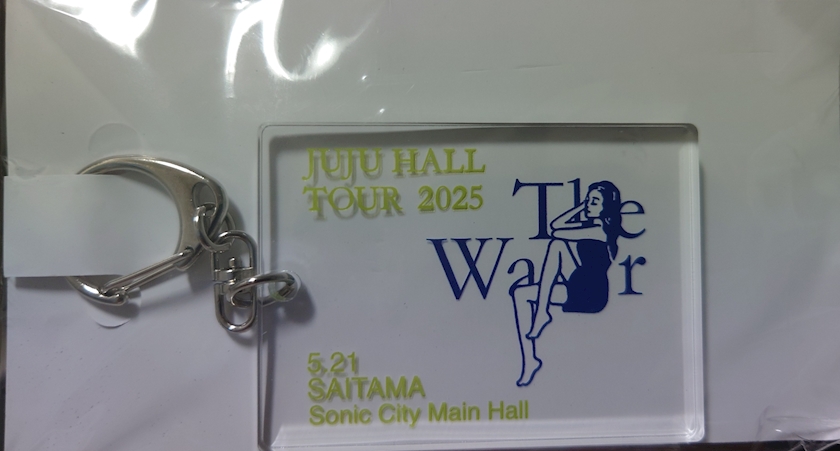 JUJU HALL
TOUR 2025
The
Water
5.21
SAITAMA
Sonic City Main Hall